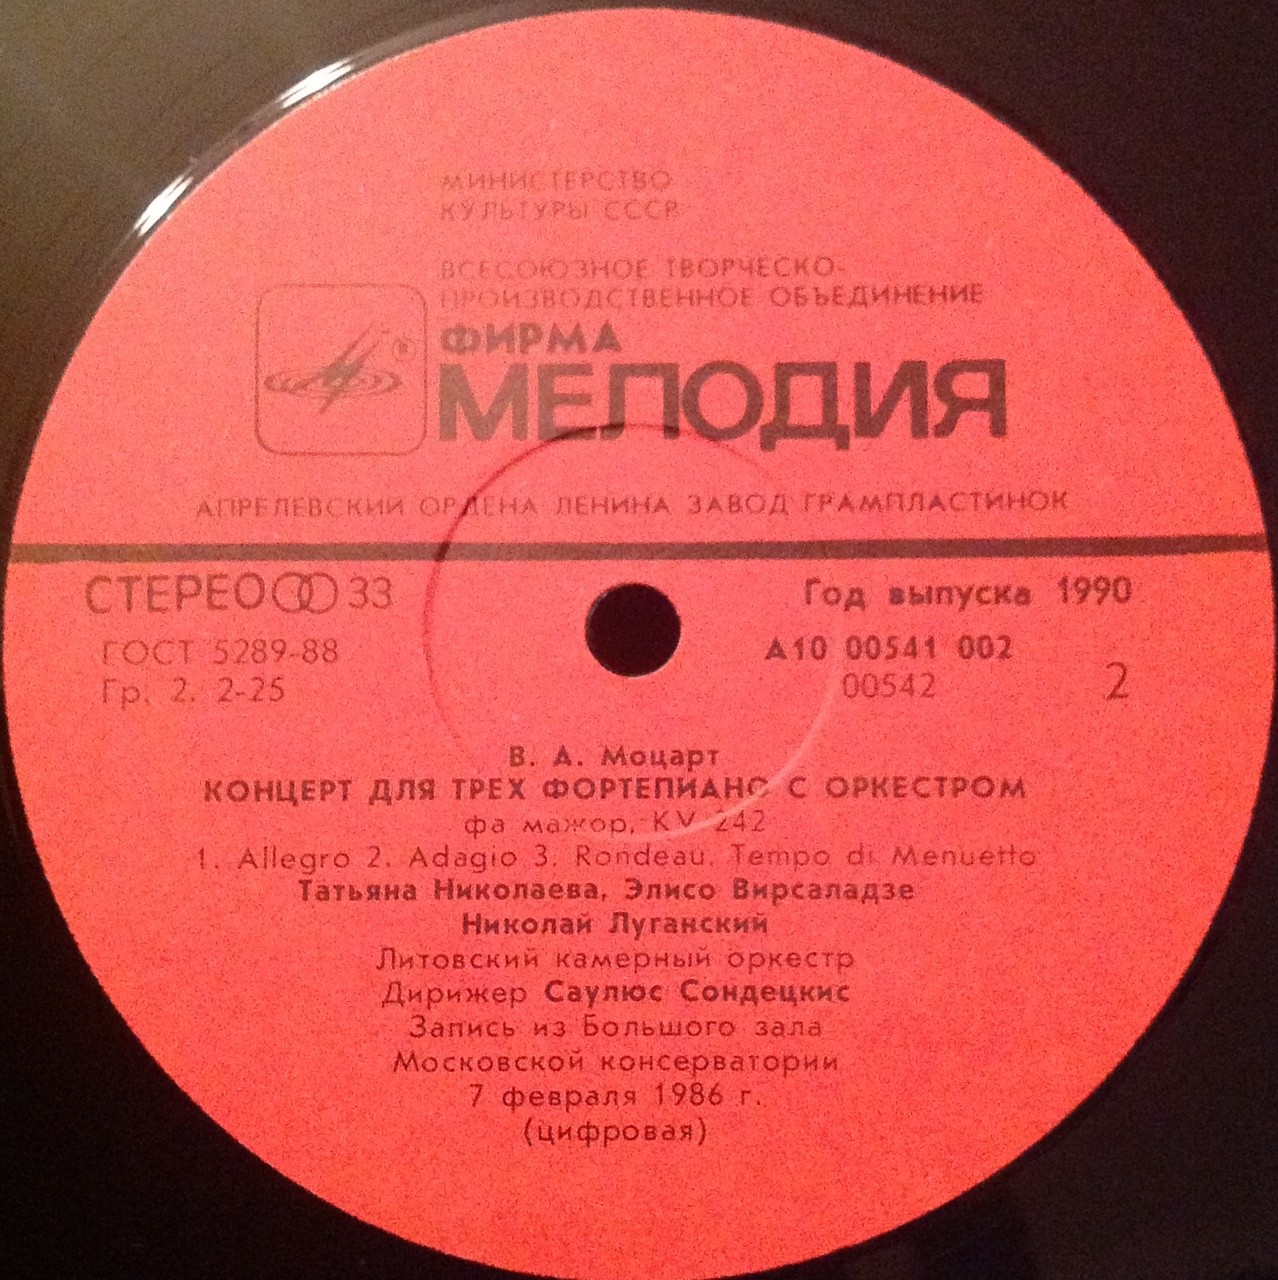 МИНИСТЕРСТВО
КУЛЬТУРЫ СССР
ВСЕСОЮЗНОЕ ТВОРЧЕСКО-
ПРОИЗВОДСТВЕННОЕ ОБЪЕДИНЕНИЕ
ФИРМА
®
МЕЛОДИЯ
АПРЕЛЕВСКИЙ ОРДЕНА ЛЕНИНА ЗАВОД ГРАМПЛАСТИНОК
СТЕРЕО 33
Год выпуска 1990
ГОСТ 5289-88
А10 00541 002
Гр. 2. 2-25
00542
2
В. А. Моцарт
КОНЦЕРТ ДЛЯ ТРЕХ ФОРТЕПИАНО С ОРКЕСТРОМ
фа мажор, KV 242
1. Allegro 2. Adagio 3. Rondeau. Tempo di Menuetto
Татьяна Николаева, Элисо Вирсаладзе
Николай Луганский
Литовский камерный оркестр
Дирижер Саулюс Сондецкис
Запись из Большого зала
Московской консерватории
7 февраля 1986 г.
(цифровая)